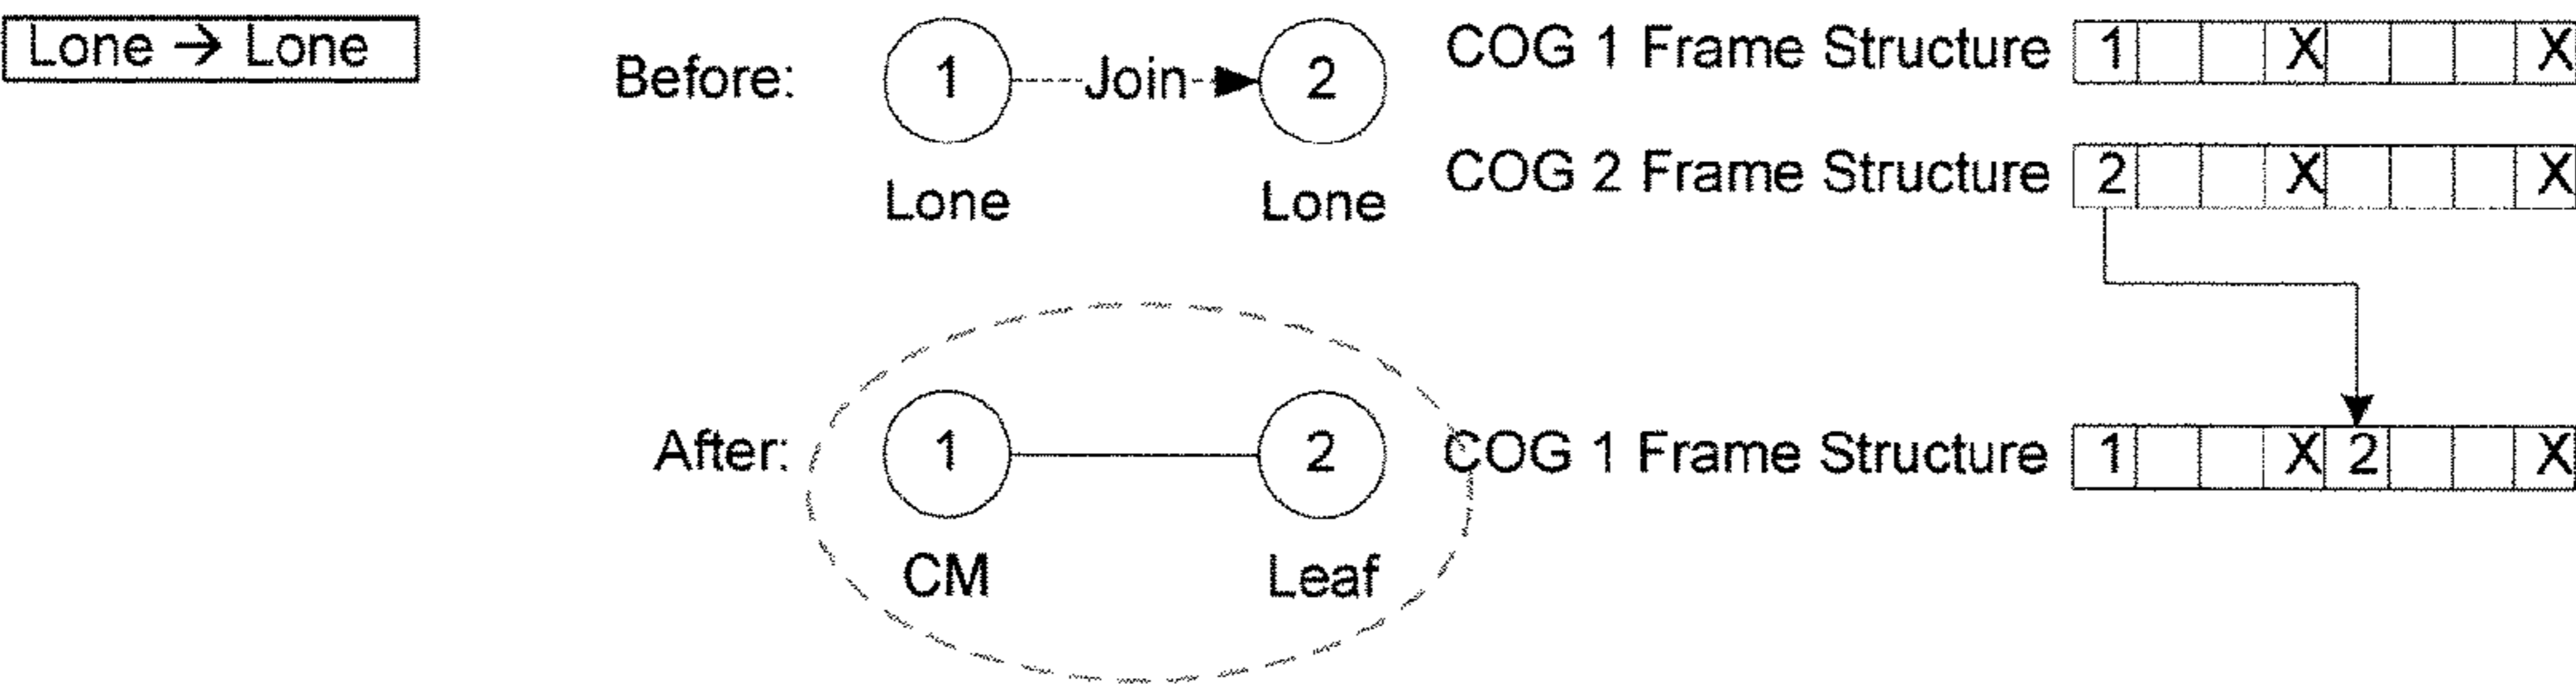 Lone → Lone
Before:
1
Join
2
Lone
Lone
COG 1 Frame Structure
1 X X
COG 2 Frame Structure
2 X X
After:
1
2
CM
Leaf
COG 1 Frame Structure
1 X 2 X